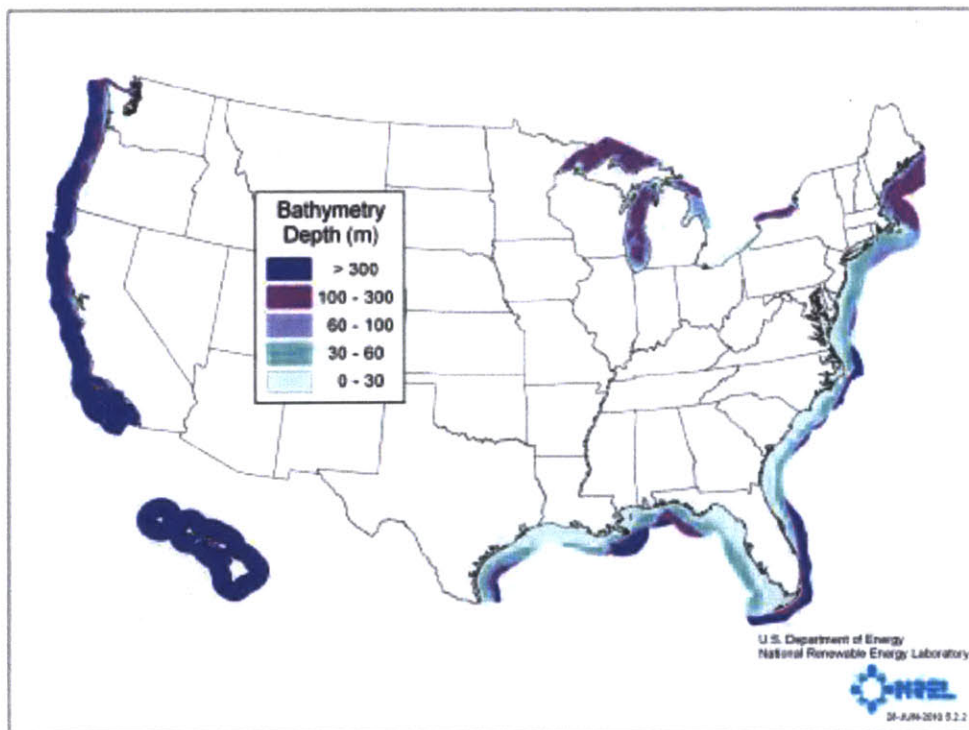 Bathymetry
Depth (m)
> 300
100 - 300
60 - 100
30 - 60
0 - 30
U.S. Department of Energy
National Renewable Energy Laboratory
NREL